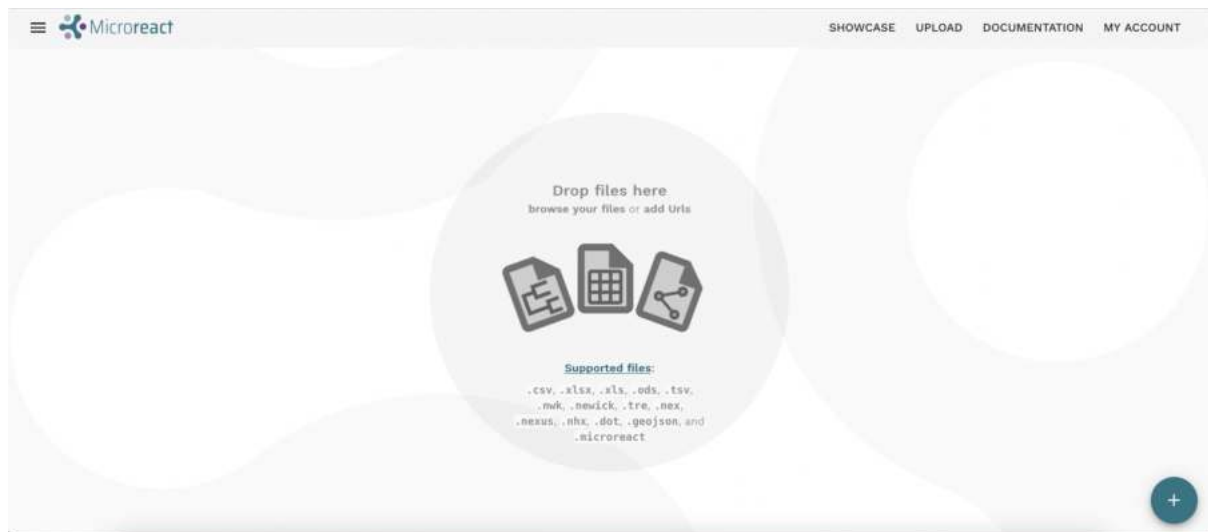 Microreact
SHOWCASE UPLOAD DOCUMENTATION MY ACCOUNT
Drop files here
browse your files or add Urls
Supported files:
.csv, .xlsx, .xls, .ods, .tsv,
.nwk, .newick, .tre, .nex,
.nexus, .nhx, .dot, .geojson, and
.microreact
+